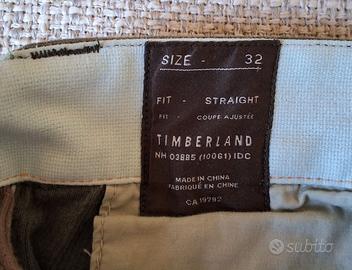 SIZE - 32
FIT - STRAIGHT
FIT - COUPE AJUSTÉE
TIMBERLAND
NH 03885 (10061) IDC
MADE IN CHINA
FABRIQUÉ EN CHINE
CA 19792
subito